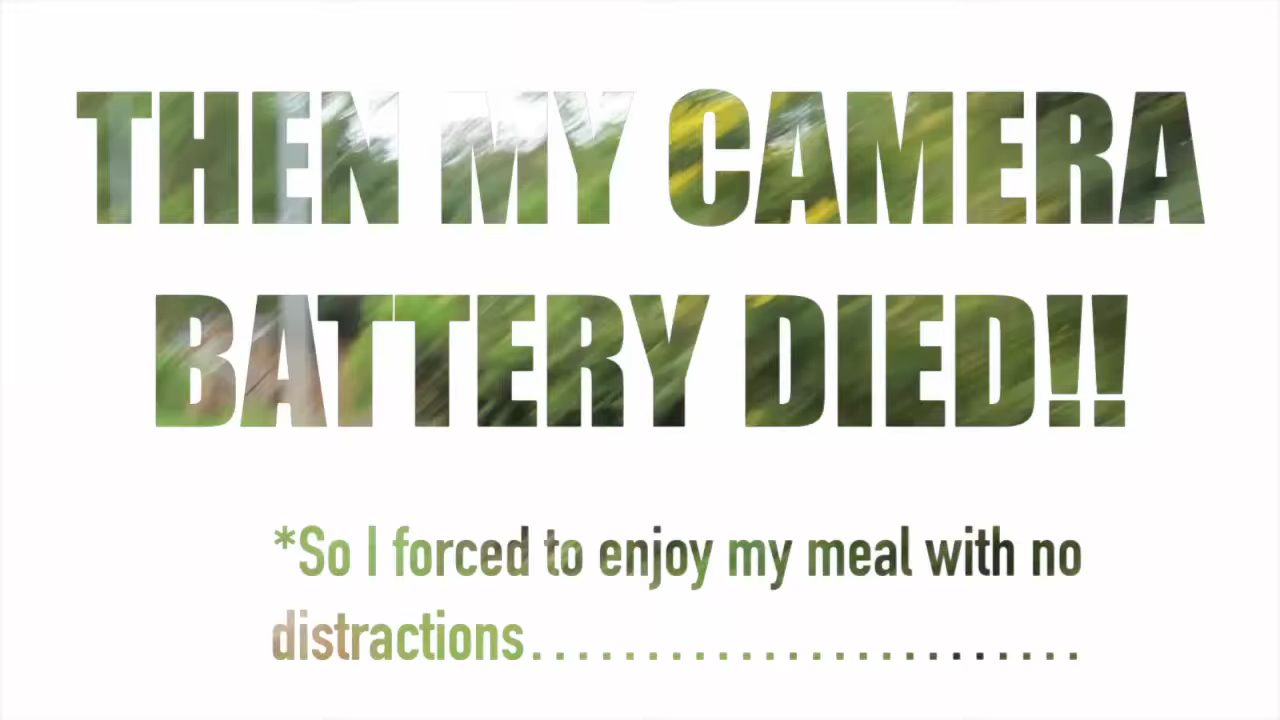 THEN MY CAMERA
BATTERY DIED!!
*So I forced to enjoy my meal with no
distractions........................